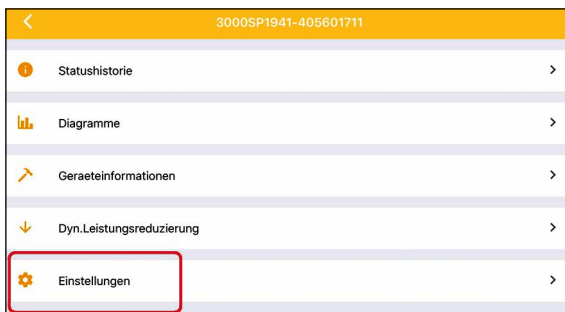 3000SP1941-405601711
Statushistorie
Diagramme
Geraeteinformationen
Dyn.Leistungsreduzierung
Einstellungen